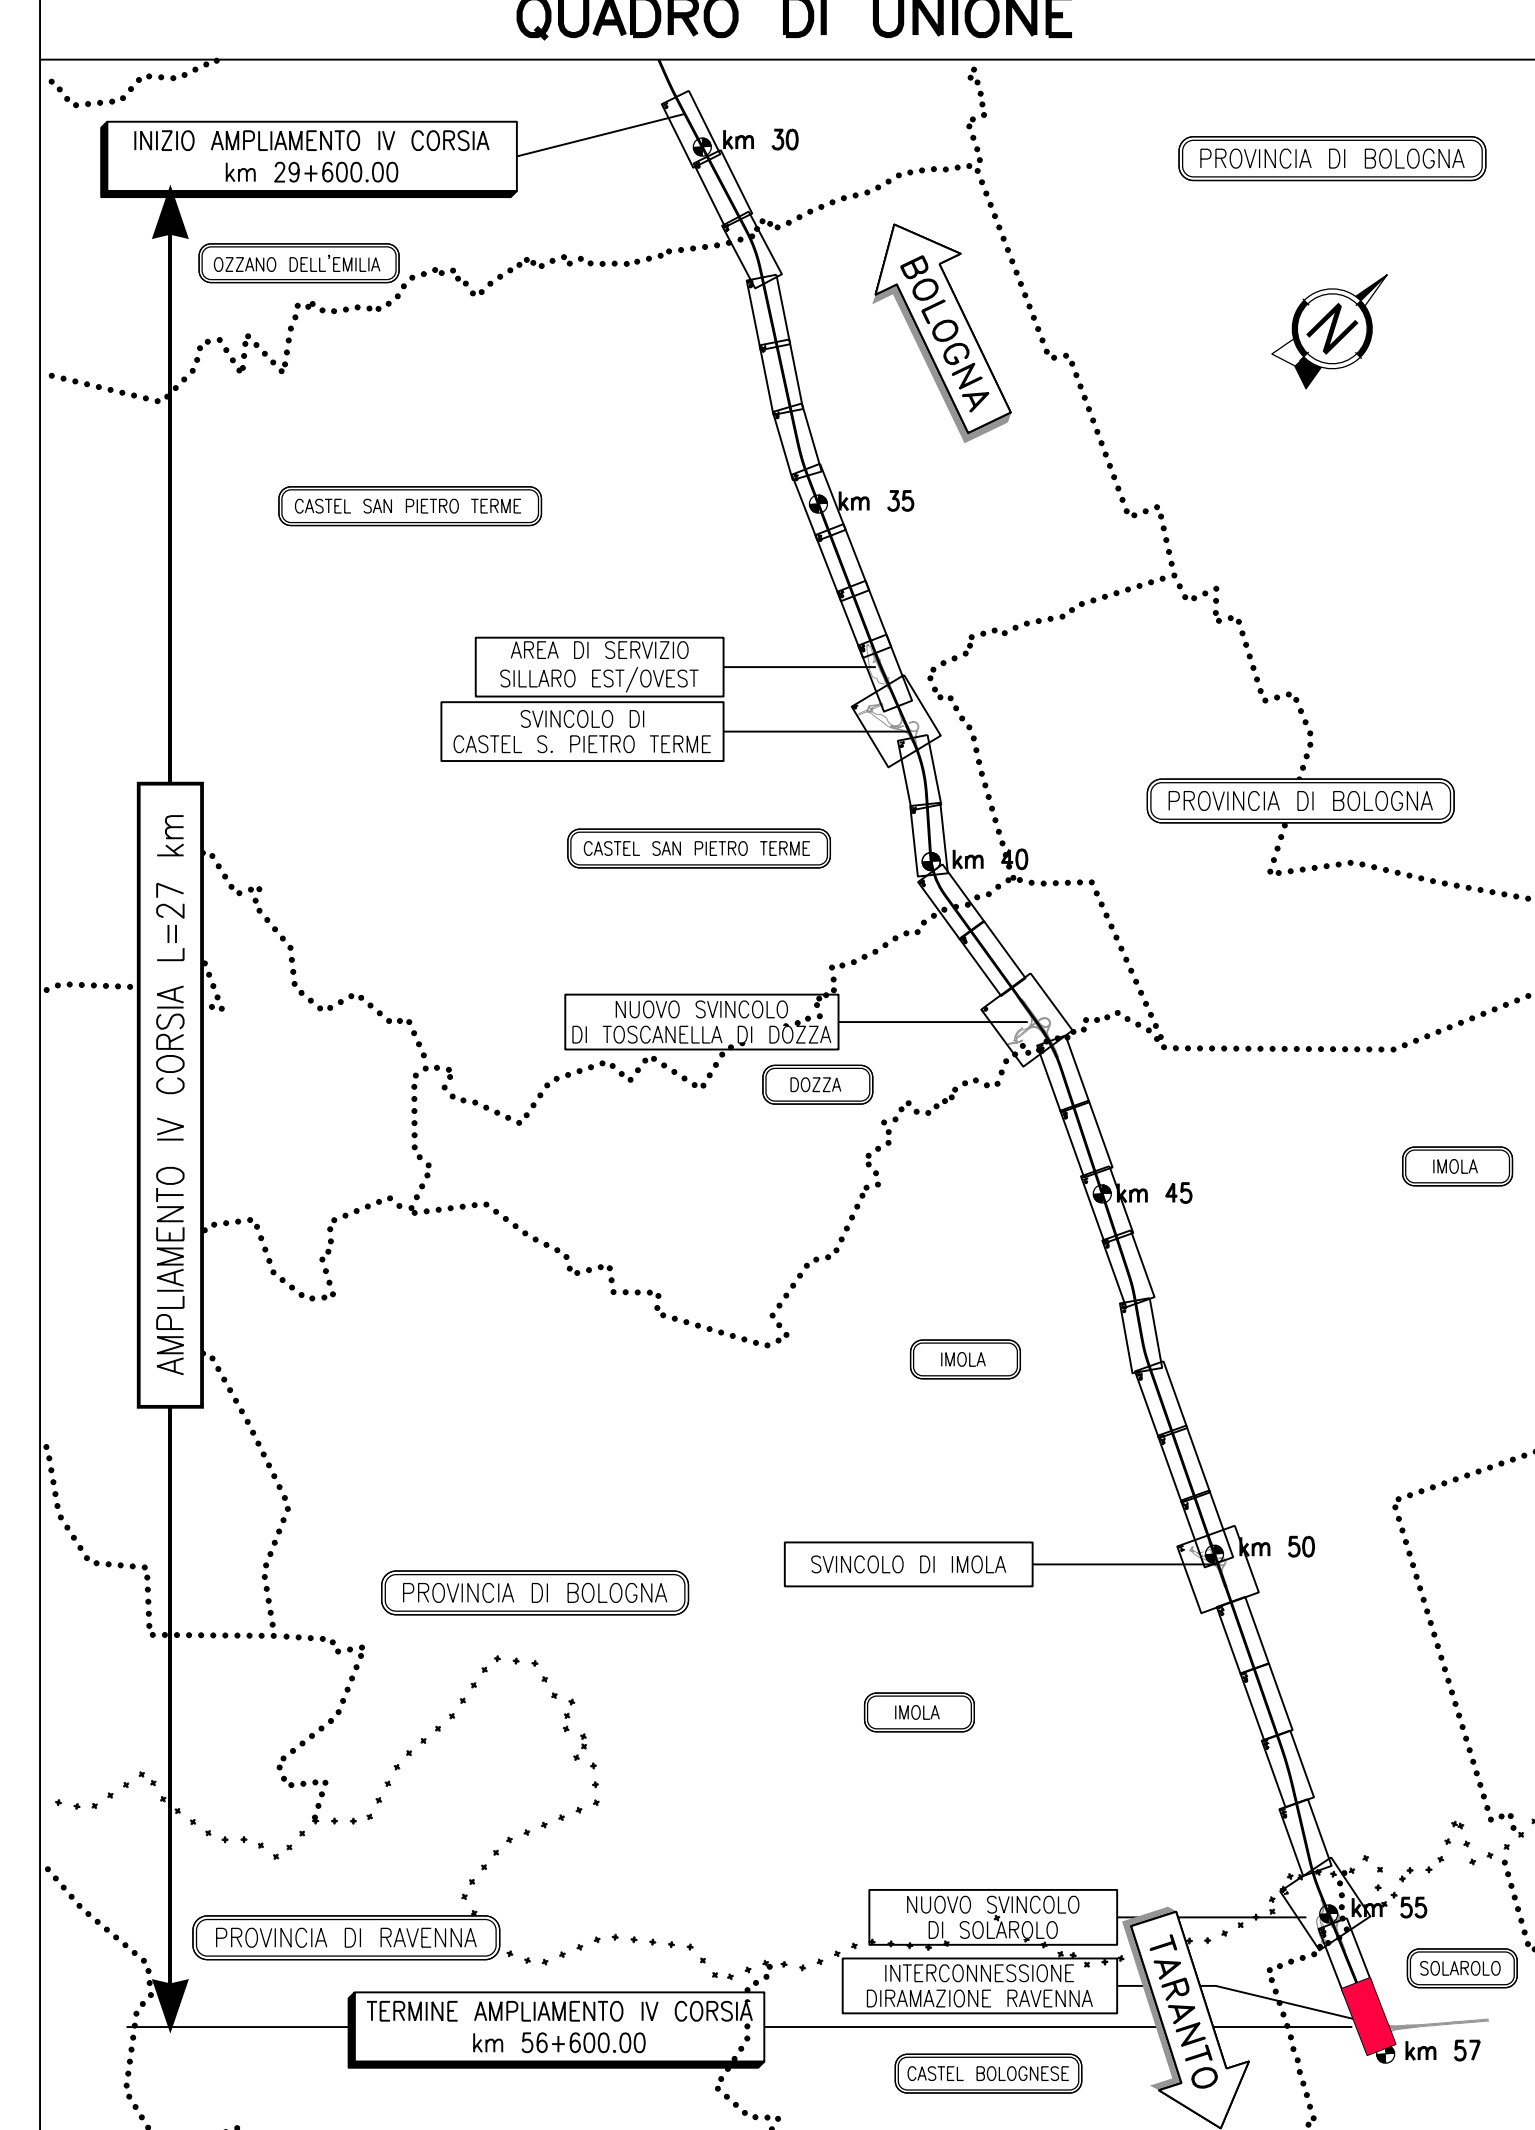 QUADRO DI UNIONE
INIZIO AMPLIAMENTO IV CORSIA
km 29+600.00
km 30
PROVINCIA DI BOLOGNA
OZZANO DELL'EMILIA
BOLOGNA
N
CASTEL SAN PIETRO TERME
km 35
AREA DI SERVIZIO
SILLARO EST/OVEST
SVINCOLO DI
CASTEL S. PIETRO TERME
PROVINCIA DI BOLOGNA
CASTEL SAN PIETRO TERME
km 40
AMPLIAMENTO IV CORSIA L=27 km
NUOVO SVINCOLO
DI TOSCANELLA DI DOZZA
DOZZA
IMOLA
km 45
IMOLA
km 50
SVINCOLO DI IMOLA
PROVINCIA DI BOLOGNA
IMOLA
NUOVO SVINCOLO
DI SOLAROLO
km 55
PROVINCIA DI RAVENNA
TARANTO
SOLAROLO
INTERCONNESSIONE
DIRAMAZIONE RAVENNA
TERMINE AMPLIAMENTO IV CORSIA
km 56+600.00
km 57
CASTEL BOLOGNESE